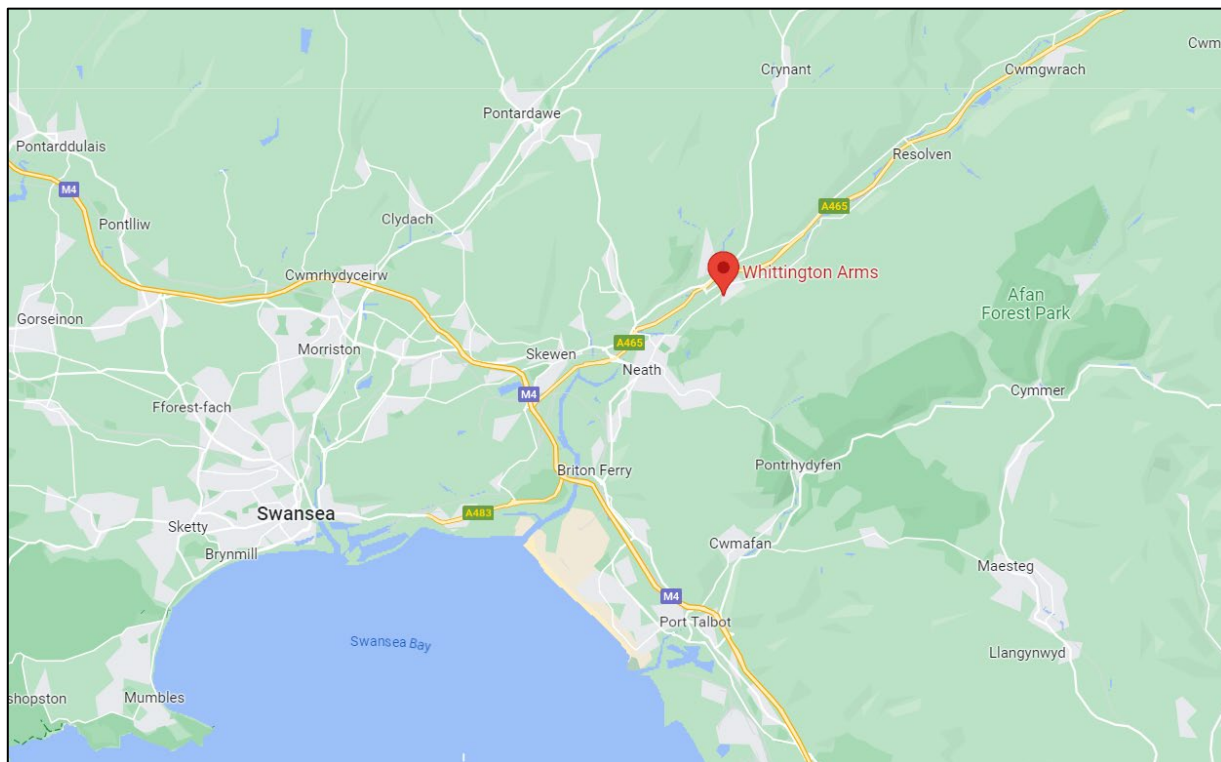 Crynant
Cwm
Cwmgwrach
Pontardawe
Pontarddulais
Resolven
M4
A465
Clydach
Pontlliw
Cwmrhydyceirw
Whittington Arms
Afan
Forest Park
Gorseinon
A465
Morriston
Skewen
Neath
Fforest-fach
M4
Cymmer
Pontrhydyfen
Briton Ferry
Swansea
A483
Sketty
Brynmill
Cwmafan
Maesteg
M4
Port Talbot
Swansea Bay
Llangynwyd
shopston
Mumbles